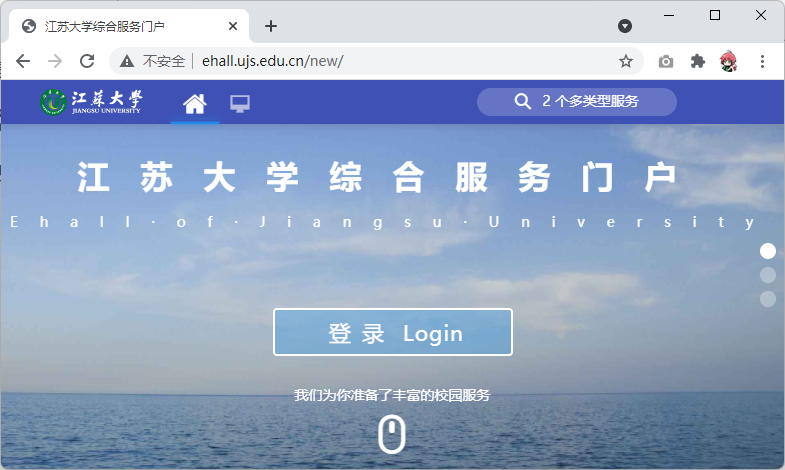 江苏大学综合服务门户
不安全 ehall.ujs.edu.cn/new/
江苏大学
JIANGSU UNIVERSITY
2 个多类型服务
江苏大学综合服务门户
Ehall·of·Jiangsu·University
登 录 Login
我们为你准备了丰富的校园服务